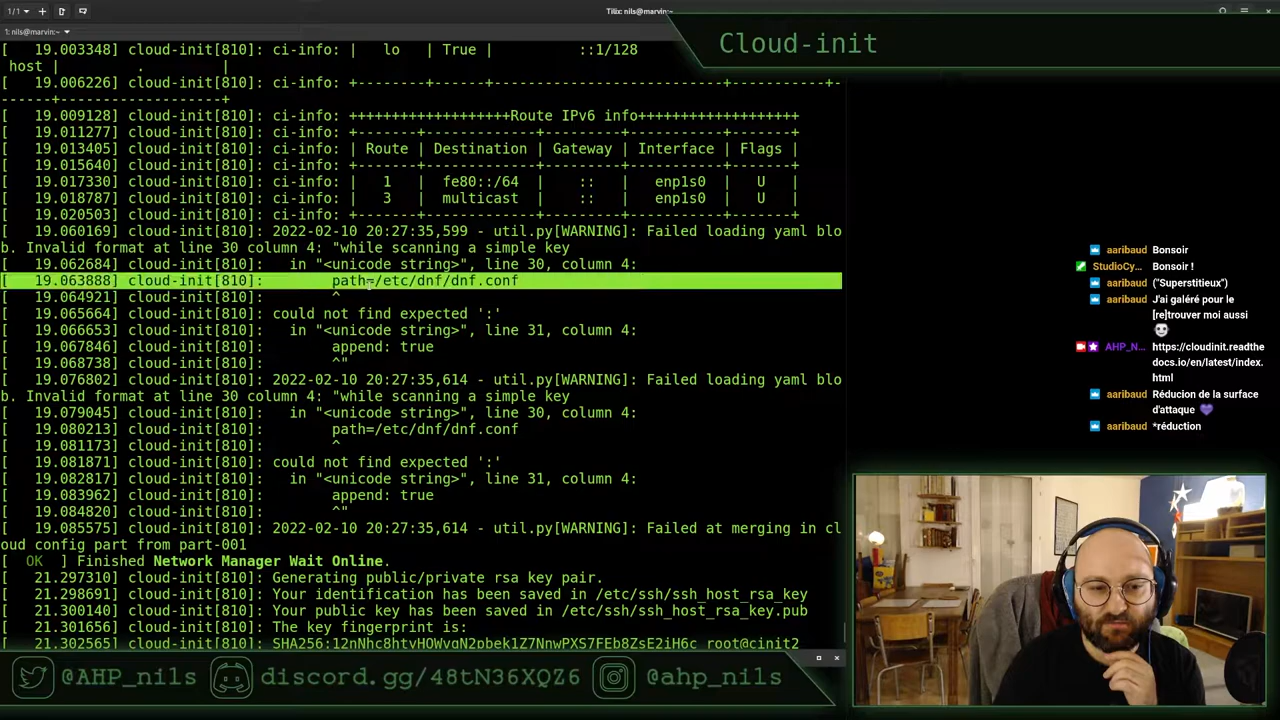 1/1
Tilix: nils@marvin:~
1: nils@marvin:~
Cloud-init
[   19.003348] cloud-init[810]: ci-info: |   lo   | True |          ::1/128
 host |         .         |
[   19.006226] cloud-init[810]: ci-info: +--------+------+----------------------------+-
------+-------------------+
[   19.009128] cloud-init[810]: ci-info: +++++++++++++++++++Route IPv6 info+++++++++++++++++++
[   19.011277] cloud-init[810]: ci-info: +-------+-------------+---------+-----------+-------+
[   19.013405] cloud-init[810]: ci-info: | Route | Destination | Gateway | Interface | Flags |
[   19.015640] cloud-init[810]: ci-info: +-------+-------------+---------+-----------+-------+
[   19.017330] cloud-init[810]: ci-info: |   1   |  fe80::/64  |    ::   |   enp1s0  |   U   |
[   19.018787] cloud-init[810]: ci-info: |   3   |  multicast  |    ::   |   enp1s0  |   U   |
[   19.020503] cloud-init[810]: ci-info: +-------+-------------+---------+-----------+-------+
[   19.060169] cloud-init[810]: 2022-02-10 20:27:35,599 - util.py[WARNING]: Failed loading yaml blo
b. Invalid format at line 30 column 4: "while scanning a simple key
[   19.062684] cloud-init[810]:   in "<unicode string>", line 30, column 4:
[   19.063888] cloud-init[810]:        path=/etc/dnf/dnf.conf
[   19.064921] cloud-init[810]:        ^
[   19.065664] cloud-init[810]: could not find expected ':'
[   19.066653] cloud-init[810]:   in "<unicode string>", line 31, column 4:
[   19.067846] cloud-init[810]:        append: true
[   19.068738] cloud-init[810]:        ^"
[   19.076802] cloud-init[810]: 2022-02-10 20:27:35,614 - util.py[WARNING]: Failed loading yaml blo
b. Invalid format at line 30 column 4: "while scanning a simple key
[   19.079045] cloud-init[810]:   in "<unicode string>", line 30, column 4:
[   19.080213] cloud-init[810]:        path=/etc/dnf/dnf.conf
[   19.081173] cloud-init[810]:        ^
[   19.081871] cloud-init[810]: could not find expected ':'
[   19.082817] cloud-init[810]:   in "<unicode string>", line 31, column 4:
[   19.083962] cloud-init[810]:        append: true
[   19.084820] cloud-init[810]:        ^"
[   19.085575] cloud-init[810]: 2022-02-10 20:27:35,614 - util.py[WARNING]: Failed at merging in cl
oud config part from part-001
[  OK  ] Finished Network Manager Wait Online.
[   21.297310] cloud-init[810]: Generating public/private rsa key pair.
[   21.298691] cloud-init[810]: Your identification has been saved in /etc/ssh/ssh_host_rsa_key
[   21.300140] cloud-init[810]: Your public key has been saved in /etc/ssh/ssh_host_rsa_key.pub
[   21.301656] cloud-init[810]: The key fingerprint is:
[   21.302565] cloud-init[810]: root@cinit2
aaribaud Bonsoir
StudioCy... Bonsoir !
aaribaud ("Superstitieux")
aaribaud J'ai galéré pour le
[re]trouver moi aussi
AHP_N... https://cloudinit.readthe
docs.io/en/latest/index.
html
aaribaud Réducion de la surface
d'attaque
aaribaud *réduction
@AHP_nils
discord.gg/48tN36XQZ6
@ahp_nils